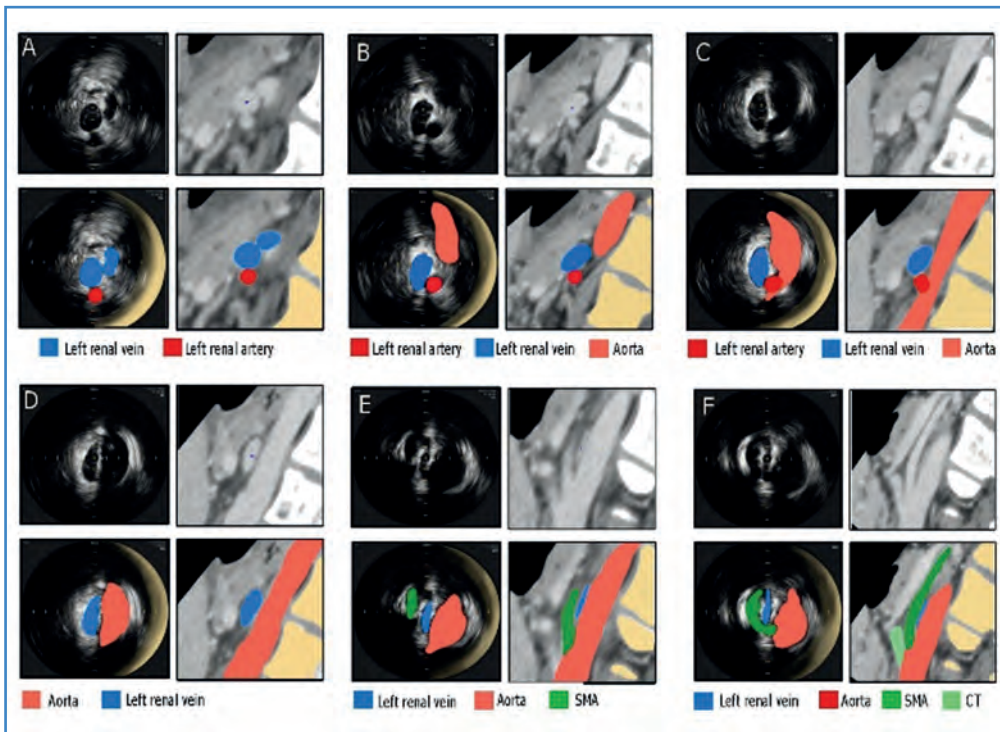 A
B
C
Left renal vein Left renal artery
Left renal artery Left renal vein Aorta
Left renal artery Left renal vein Aorta
D
E
F
Aorta Left renal vein
Left renal vein Aorta SMA
Left renal vein Aorta SMA CT